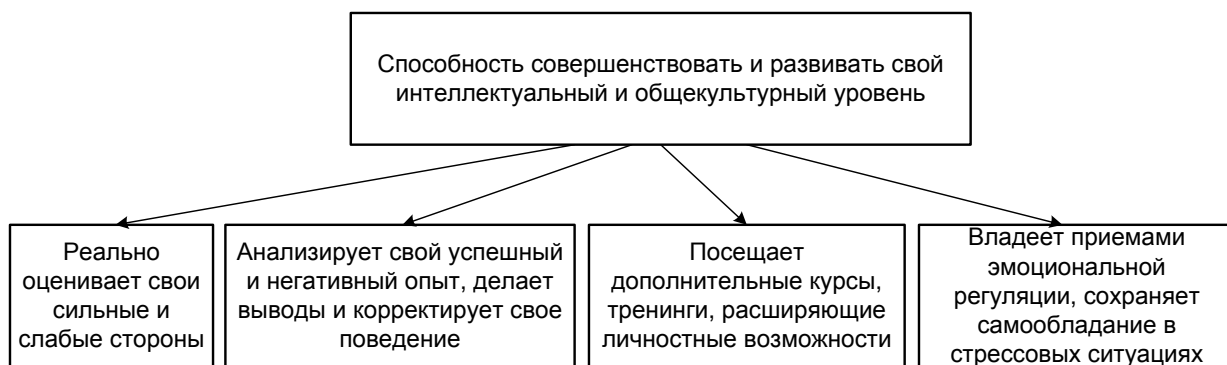 Способность совершенствовать и развивать свой
интеллектуальный и общекультурный уровень
Реально
оценивает свои
сильные и
слабые стороны
Анализирует свой успешный
и негативный опыт, делает
выводы и корректирует свое
поведение
Посещает
дополнительные курсы,
тренинги, расширяющие
личностные возможности
Владеет приемами
эмоциональной
регуляции, сохраняет
самообладание в
стрессовых ситуациях